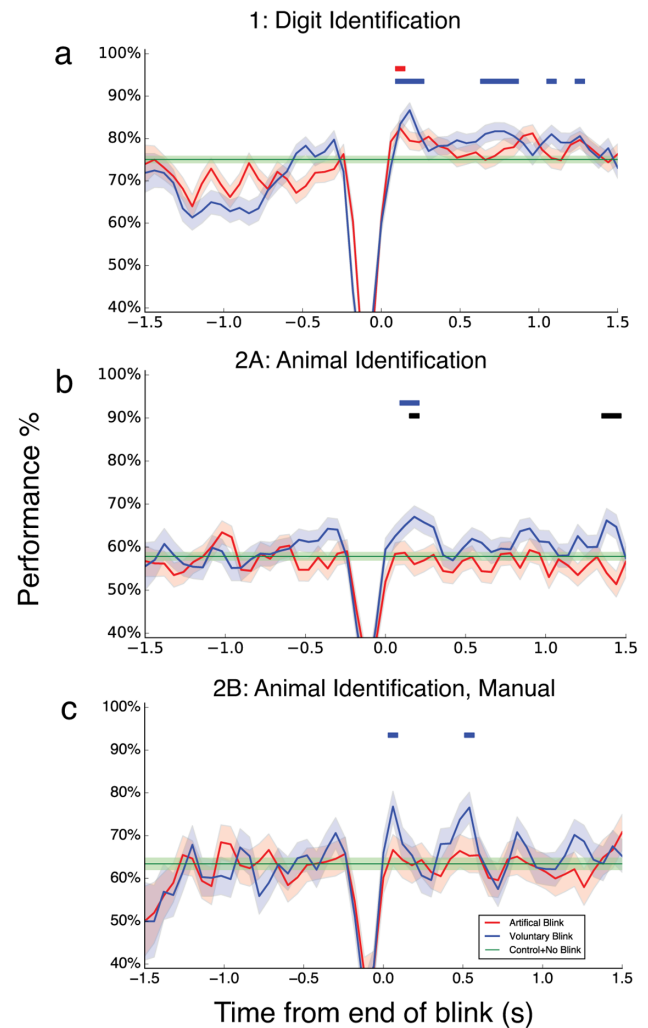 1: Digit Identification
a
100%
90%
80%
70%
60%
50%
40%
−1.5 −1.0 −0.5 0.0 0.5 1.0 1.5
2A: Animal Identification
b
100%
90%
80%
70%
60%
50%
40%
−1.5 −1.0 −0.5 0.0 0.5 1.0 1.5
Performance %
2B: Animal Identification, Manual
c
100%
90%
80%
70%
60%
50%
40%
Artifical Blink
Voluntary Blink
Control+No Blink
−1.5 −1.0 −0.5 0.0 0.5 1.0 1.5
Time from end of blink (s)